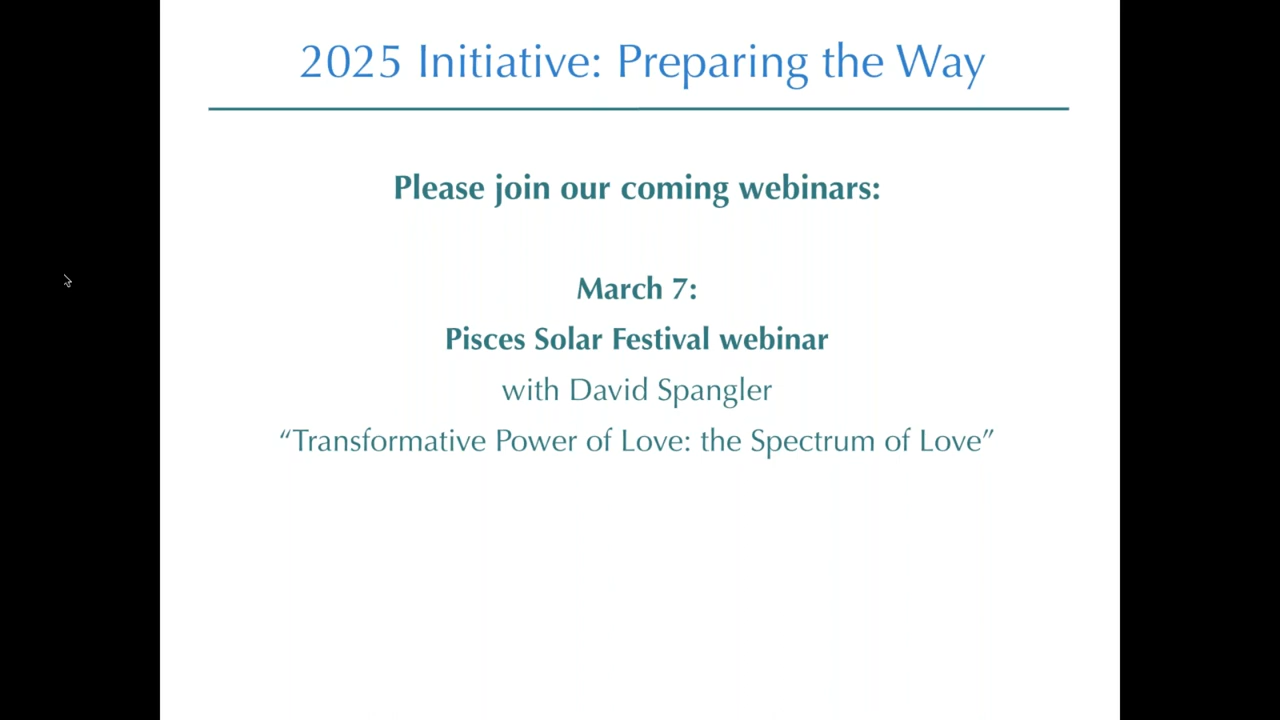 2025 Initiative: Preparing the Way
Please join our coming webinars:
March 7:
Pisces Solar Festival webinar
with David Spangler
“Transformative Power of Love: the Spectrum of Love”